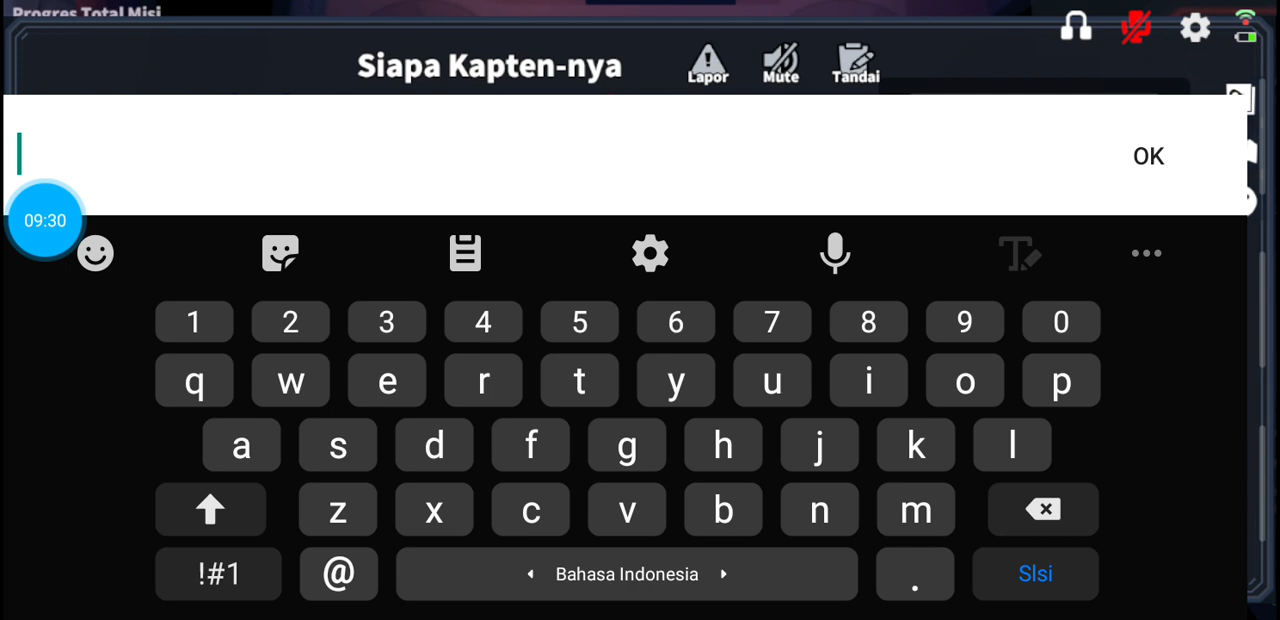 Progres Total Misi
Siapa Kapten-nya
Lapor Mute Tandai
OK
09:30
1 2 3 4 5 6 7 8 9 0
q w e r t y u i o p
a s d f g h j k l
z x c v b n m
!#1 @ Bahasa Indonesia . Slsi